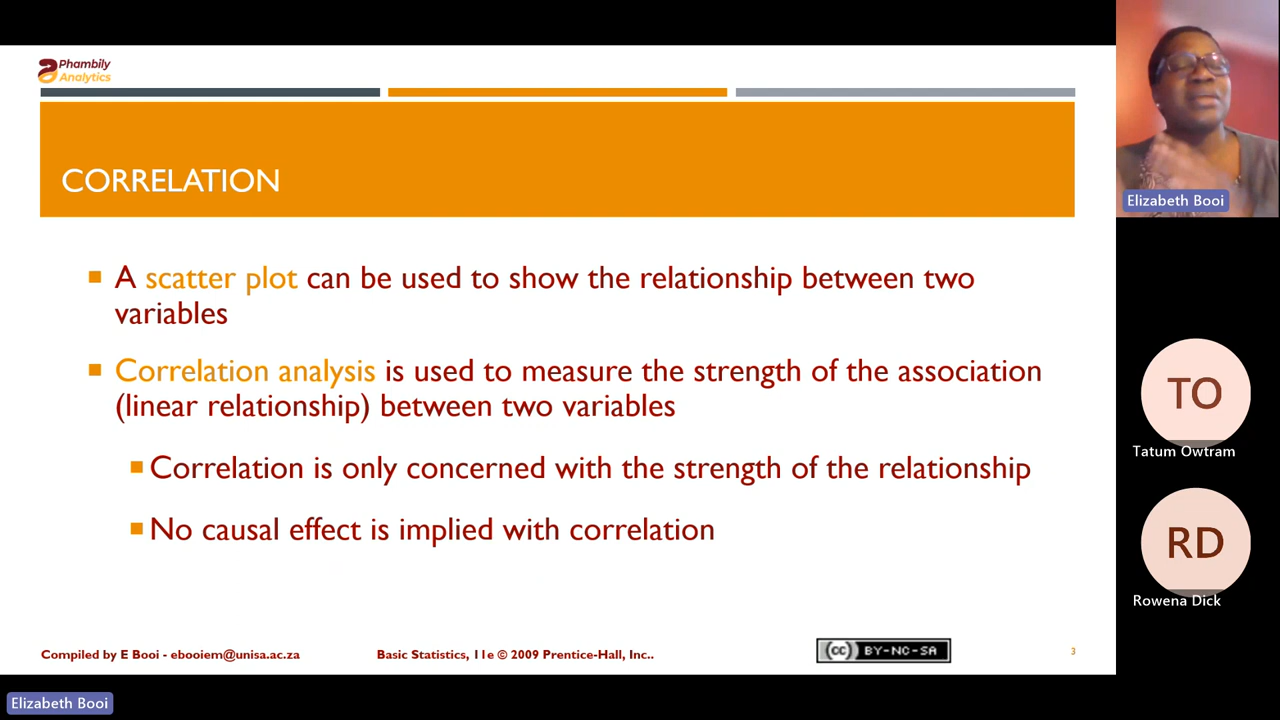 Phambily
Analytics
CORRELATION
A scatter plot can be used to show the relationship between two
variables
Correlation analysis is used to measure the strength of the association
(linear relationship) between two variables
Correlation is only concerned with the strength of the relationship
No causal effect is implied with correlation
Compiled by E Booi - ebooiem@unisa.ac.za
Basic Statistics, 11e © 2009 Prentice-Hall, Inc..
cc BY-NC-SA
3
Elizabeth Booi
TO
Tatum Owtram
RD
Rowena Dick
Elizabeth Booi